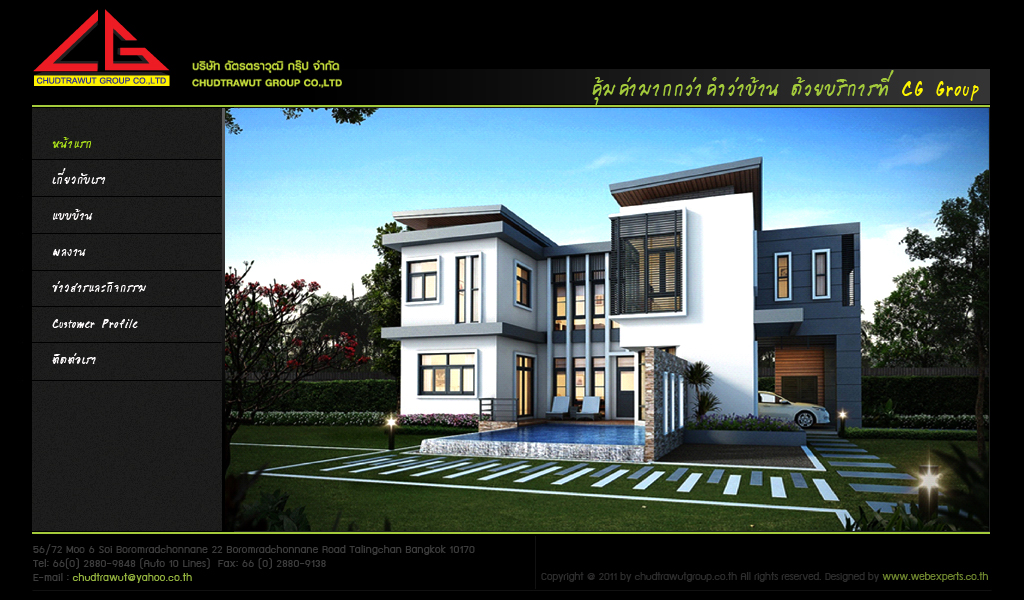 CHUDTRAWUT GROUP CO.,LTD
บริษัท ฉัตรตราวุฒิ กรุ๊ป จำกัด
CHUDTRAWUT GROUP CO.,LTD
คุ้มค่ามากกว่าคำว่าบ้าน ด้วยบริการที่ CG Group
หน้าแรก
เกี่ยวกับเรา
แบบบ้าน
ผลงาน
ข่าวสารและกิจกรรม
Customer Profile
ติดต่อเรา
56/72 Moo 6 Soi Boromradchonnane 22 Boromradchonnane Road Talingchan Bangkok 10170
Tel: 66(0) 2880-9848 (Auto 10 Lines) Fax: 66 (0) 2880-9138
E-mail : chudtrawut@yahoo.co.th
Copyright @ 2011 by chudtrawutgroup.co.th All rights reserved. Designed by www.webexperts.co.th